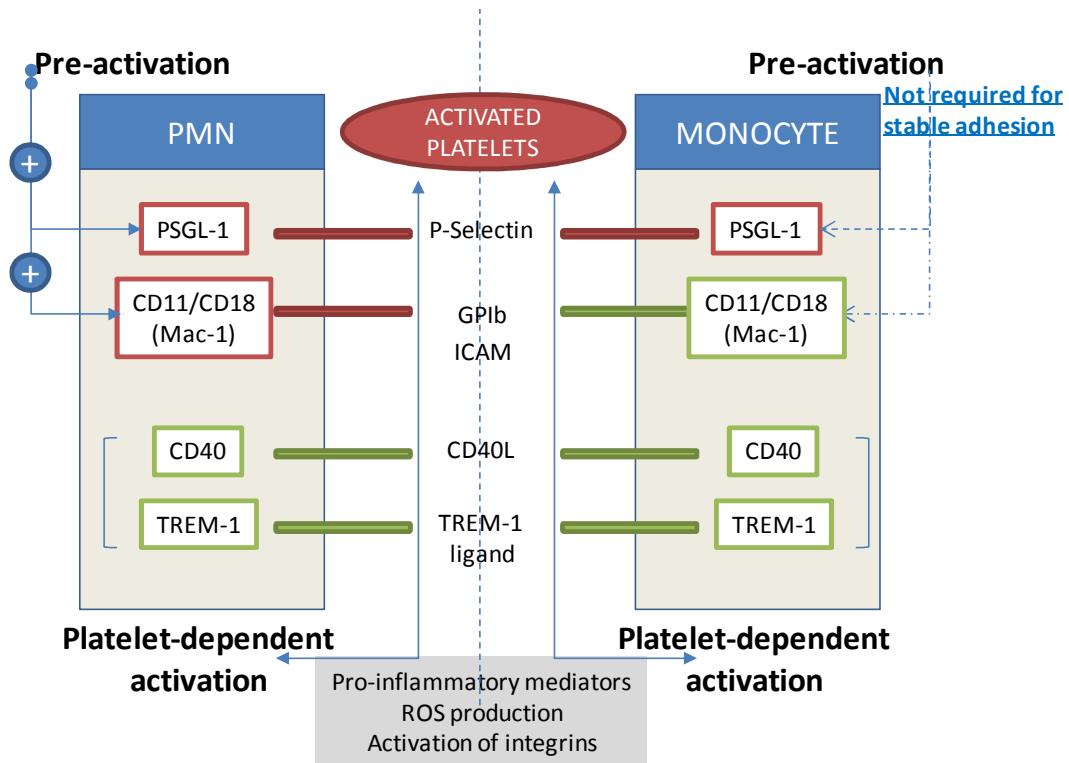 Pre-activation
Pre-activation
Not required for
stable adhesion
PMN
ACTIVATED
PLATELETS
MONOCYTE
+
PSGL-1
P-Selectin
PSGL-1
+
CD11/CD18
(Mac-1)
GPIb
ICAM
CD11/CD18
(Mac-1)
CD40
CD40L
CD40
TREM-1
TREM-1
ligand
TREM-1
Platelet-dependent
activation
Platelet-dependent
activation
Pro-inflammatory mediators
ROS production
Activation of integrins